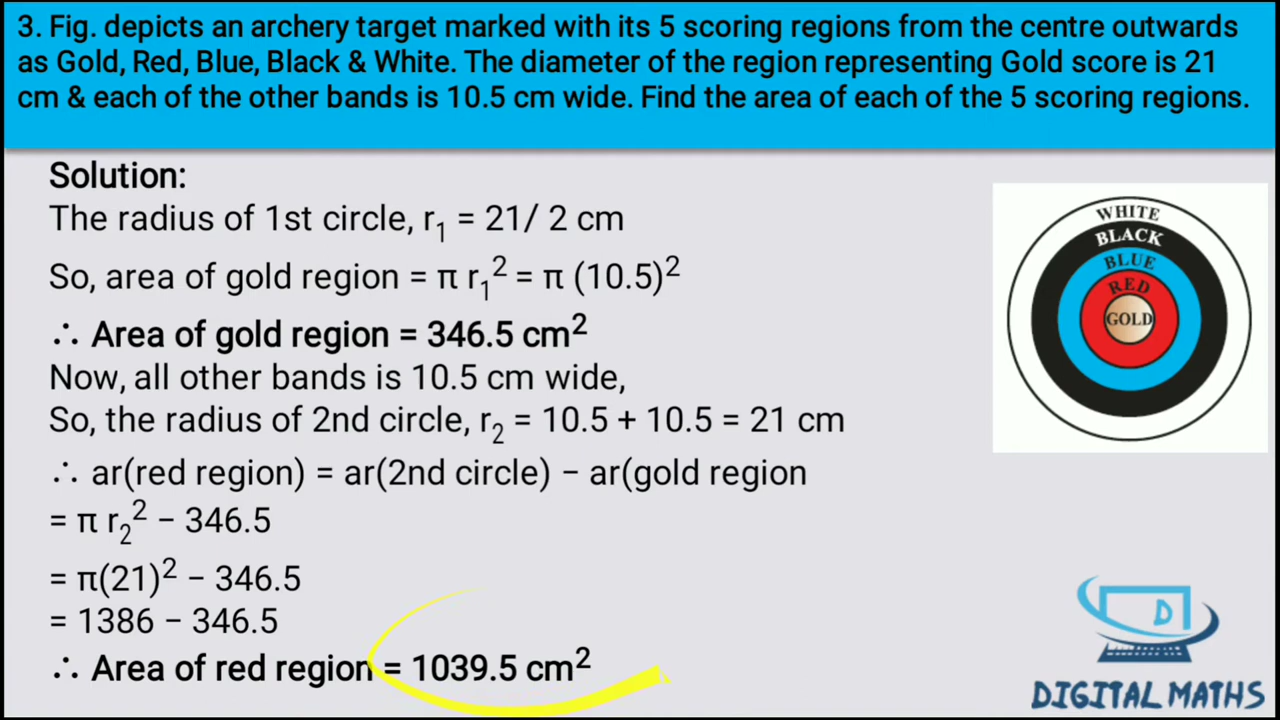 3. Fig. depicts an archery target marked with its 5 scoring regions from the centre outwards
as Gold, Red, Blue, Black & White. The diameter of the region representing Gold score is 21
cm & each of the other bands is 10.5 cm wide. Find the area of each of the 5 scoring regions.
Solution:
The radius of 1st circle, r₁ = 21/ 2 cm
So, area of gold region = π r₁² = π (10.5)²
∴ Area of gold region = 346.5 cm²
Now, all other bands is 10.5 cm wide,
So, the radius of 2nd circle, r₂ = 10.5 + 10.5 = 21 cm
∴ ar(red region) = ar(2nd circle) − ar(gold region
= π r₂² − 346.5
= π(21)² − 346.5
= 1386 − 346.5
∴ Area of red region = 1039.5 cm²
WHITE
BLACK
BLUE
RED
GOLD
D
DIGITAL MATHS